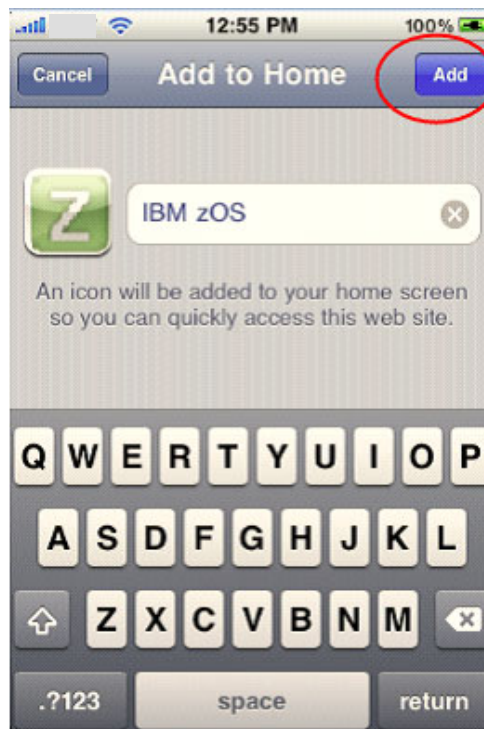 12:55 PM
100%
Cancel
Add to Home
Add
Z
IBM zOS
An icon will be added to your home screen
so you can quickly access this web site.
Q W E R T Y U I O P
A S D F G H J K L
Z X C V B N M
.?123
space
return